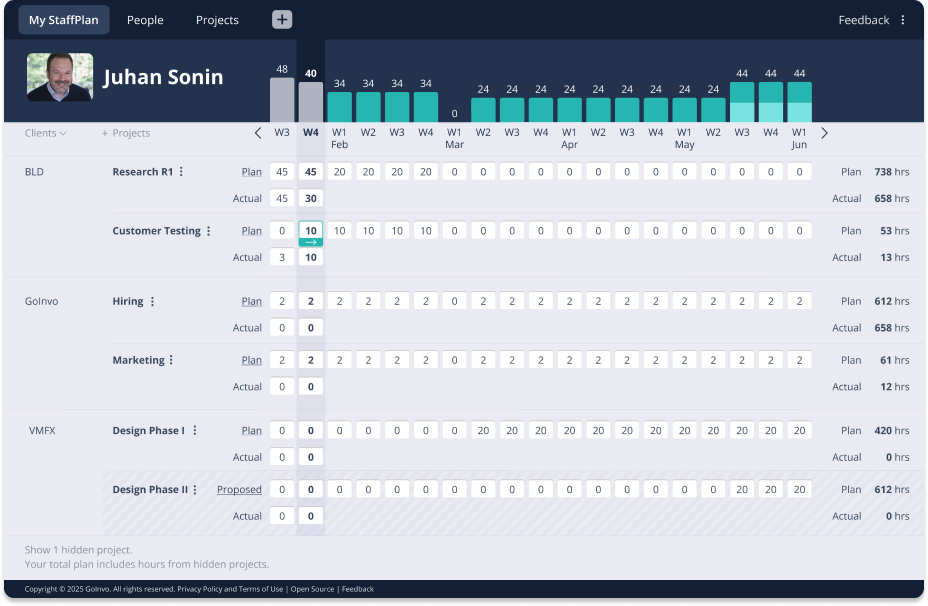 My StaffPlan People Projects + Feedback
Juhan Sonin
48 40 34 34 34 34 0 24 24 24 24 24 24 24 24 24 44 44 44
Clients + Projects W3 W4 W1 W2 W3 W4 W1 W2 W3 W4 W1 W2 W3 W4 W1 W2 W3 W4 W1
Feb Mar Apr May Jun
BLD Research R1 Plan 45 45 20 20 20 20 0 0 0 0 0 0 0 0 0 0 0 0 0 Plan 738 hrs
Actual 45 30 Actual 658 hrs
Customer Testing Plan 0 10 10 10 10 10 0 0 0 0 0 0 0 0 0 0 0 0 0 Plan 53 hrs
→
Actual 3 10 Actual 13 hrs
GoInvo Hiring Plan 2 2 2 2 2 2 0 2 2 2 2 2 2 2 2 2 2 2 2 Plan 612 hrs
Actual 0 0 Actual 658 hrs
Marketing Plan 2 2 2 2 2 2 0 2 2 2 2 2 2 2 2 2 2 2 2 Plan 61 hrs
Actual 0 0 Actual 12 hrs
VMFX Design Phase I Plan 0 0 0 0 0 0 0 20 20 20 20 20 20 20 20 20 20 20 20 Plan 420 hrs
Actual 0 0 Actual 0 hrs
Design Phase II Proposed 0 0 0 0 0 0 0 0 0 0 0 0 0 0 0 0 20 20 20 Plan 612 hrs
Actual 0 0 Actual 0 hrs
Show 1 hidden project.
Your total plan includes hours from hidden projects.
Copyright © 2025 GoInvo. All rights reserved. Privacy Policy and Terms of Use | Open Source | Feedback